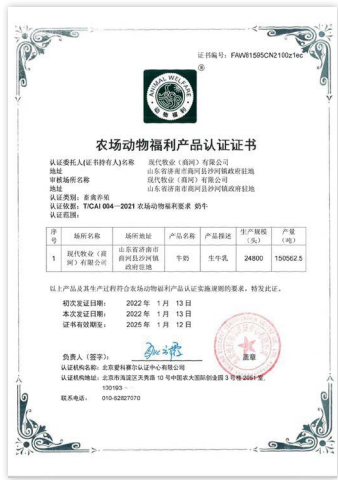 证书编号：FAW61595CN2100z1ec
ANIMAL WELFARE
动物福利
®
农场动物福利产品认证证书
认证委托人(证书持有人)名称 现代牧业（商河）有限公司
地址 山东省济南市商河县沙河镇政府驻地
审核场所名称 现代牧业（商河）有限公司
地址 山东省济南市商河县沙河镇政府驻地
认证类别：畜禽养殖
认证依据：T/CAI 004—2021 农场动物福利要求 奶牛
认证范围：
序号 场所名称 场所地址 产品名称 产品描述 生产规模（头） 产量（吨）
1 现代牧业（商河）有限公司 山东省济南市商河县沙河镇政府驻地 牛奶 生牛乳 24800 150562.5
以上产品及其生产过程符合农场动物福利产品认证实施规则的要求，特发此证。
初次发证日期： 2022 年 1 月 13 日
本次发证日期： 2022 年 1 月 13 日
证书有效期至： 2025 年 1 月 12 日
负责人（签字）：
盖章
认证机构名称：北京爱科赛尔认证中心有限公司
认证机构地址：北京市海淀区天秀路 10 号中国农大国际创业园 3 号楼 2061 室，
100193
联系电话： 010-62827070